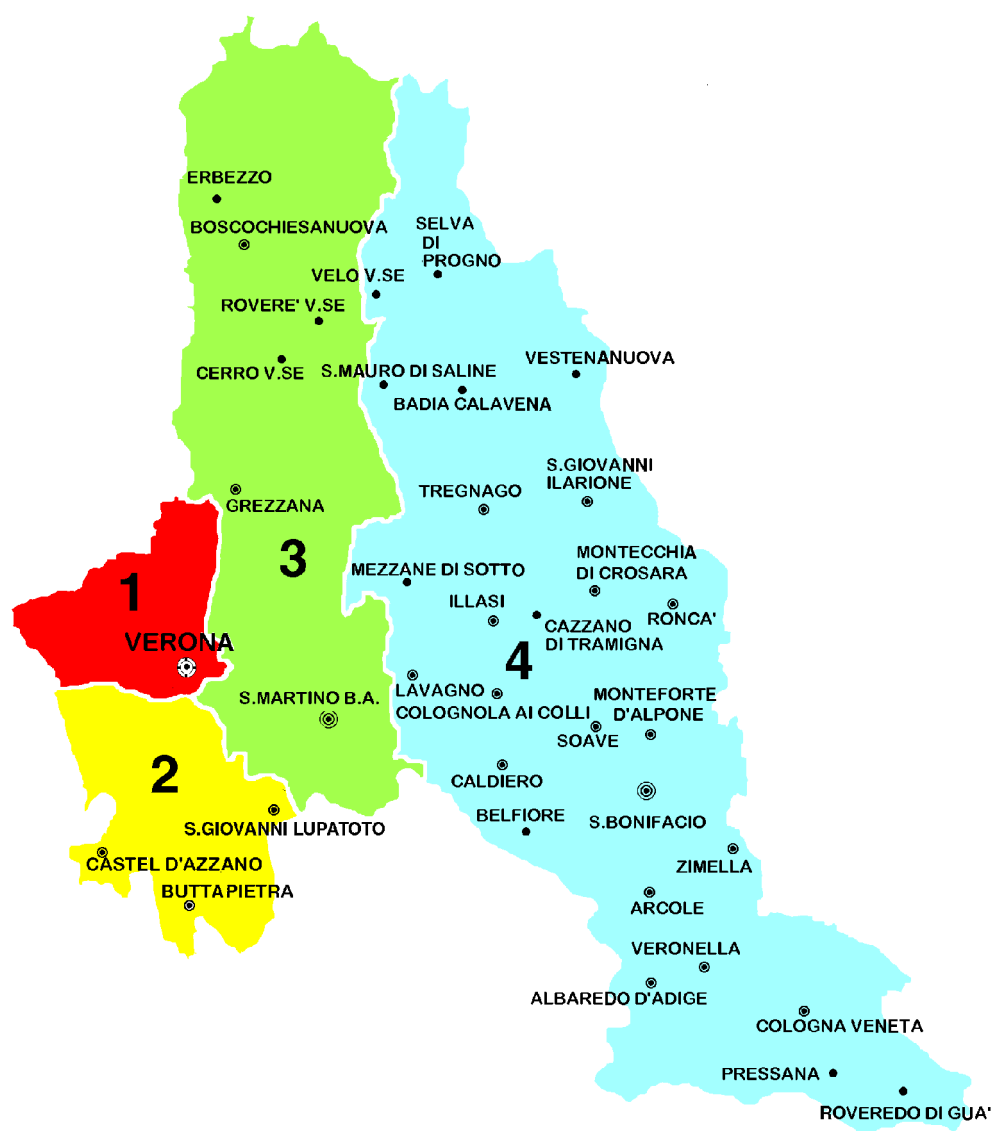 ERBEZZO
BOSCOCHIESANUOVA
SELVA
DI
PROGNO
VELO V.SE
ROVERE' V.SE
CERRO V.SE
S.MAURO DI SALINE
VESTENANUOVA
BADIA CALAVENA
S.GIOVANNI
ILARIONE
TREGNAGO
GREZZANA
3
MONTECCHIA
DI CROSARA
MEZZANE DI SOTTO
1
ILLASI
RONCA'
CAZZANO
DI TRAMIGNA
VERONA
4
LAVAGNO
S.MARTINO B.A.
MONTEFORTE
D'ALPONE
COLOGNOLA AI COLLI
SOAVE
2
CALDIERO
BELFIORE
S.BONIFACIO
S.GIOVANNI LUPATOTO
CASTEL D'AZZANO
ZIMELLA
BUTTAPIETRA
ARCOLE
VERONELLA
ALBAREDO D'ADIGE
COLOGNA VENETA
PRESSANA
ROVEREDO DI GUA'